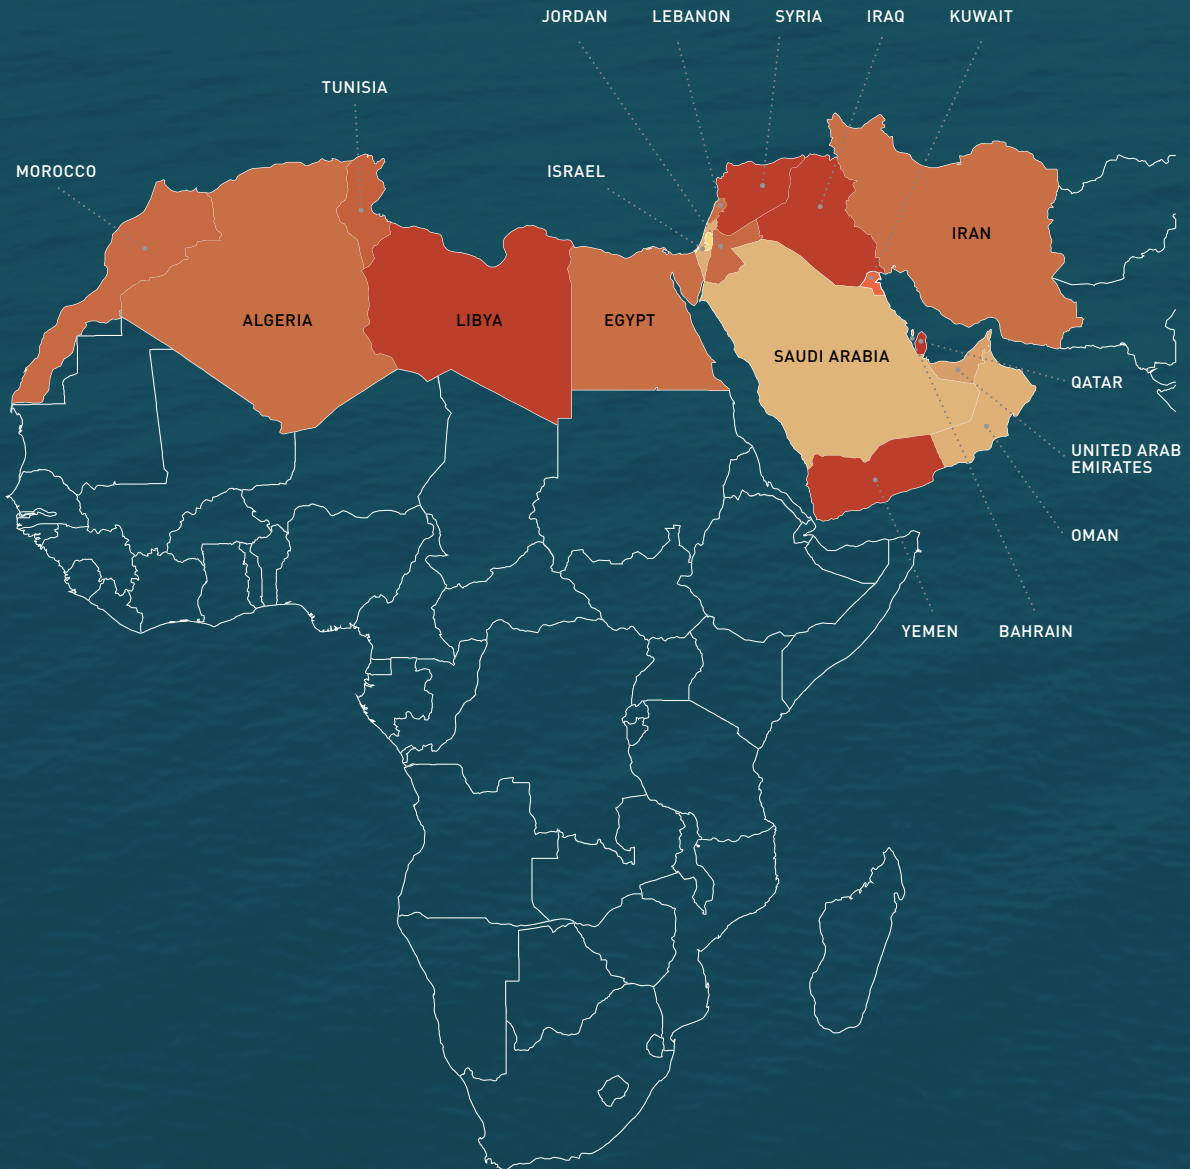 JORDAN
LEBANON
SYRIA
IRAQ
KUWAIT
TUNISIA
MOROCCO
ISRAEL
IRAN
ALGERIA
LIBYA
EGYPT
SAUDI ARABIA
QATAR
UNITED ARAB
EMIRATES
OMAN
YEMEN
BAHRAIN